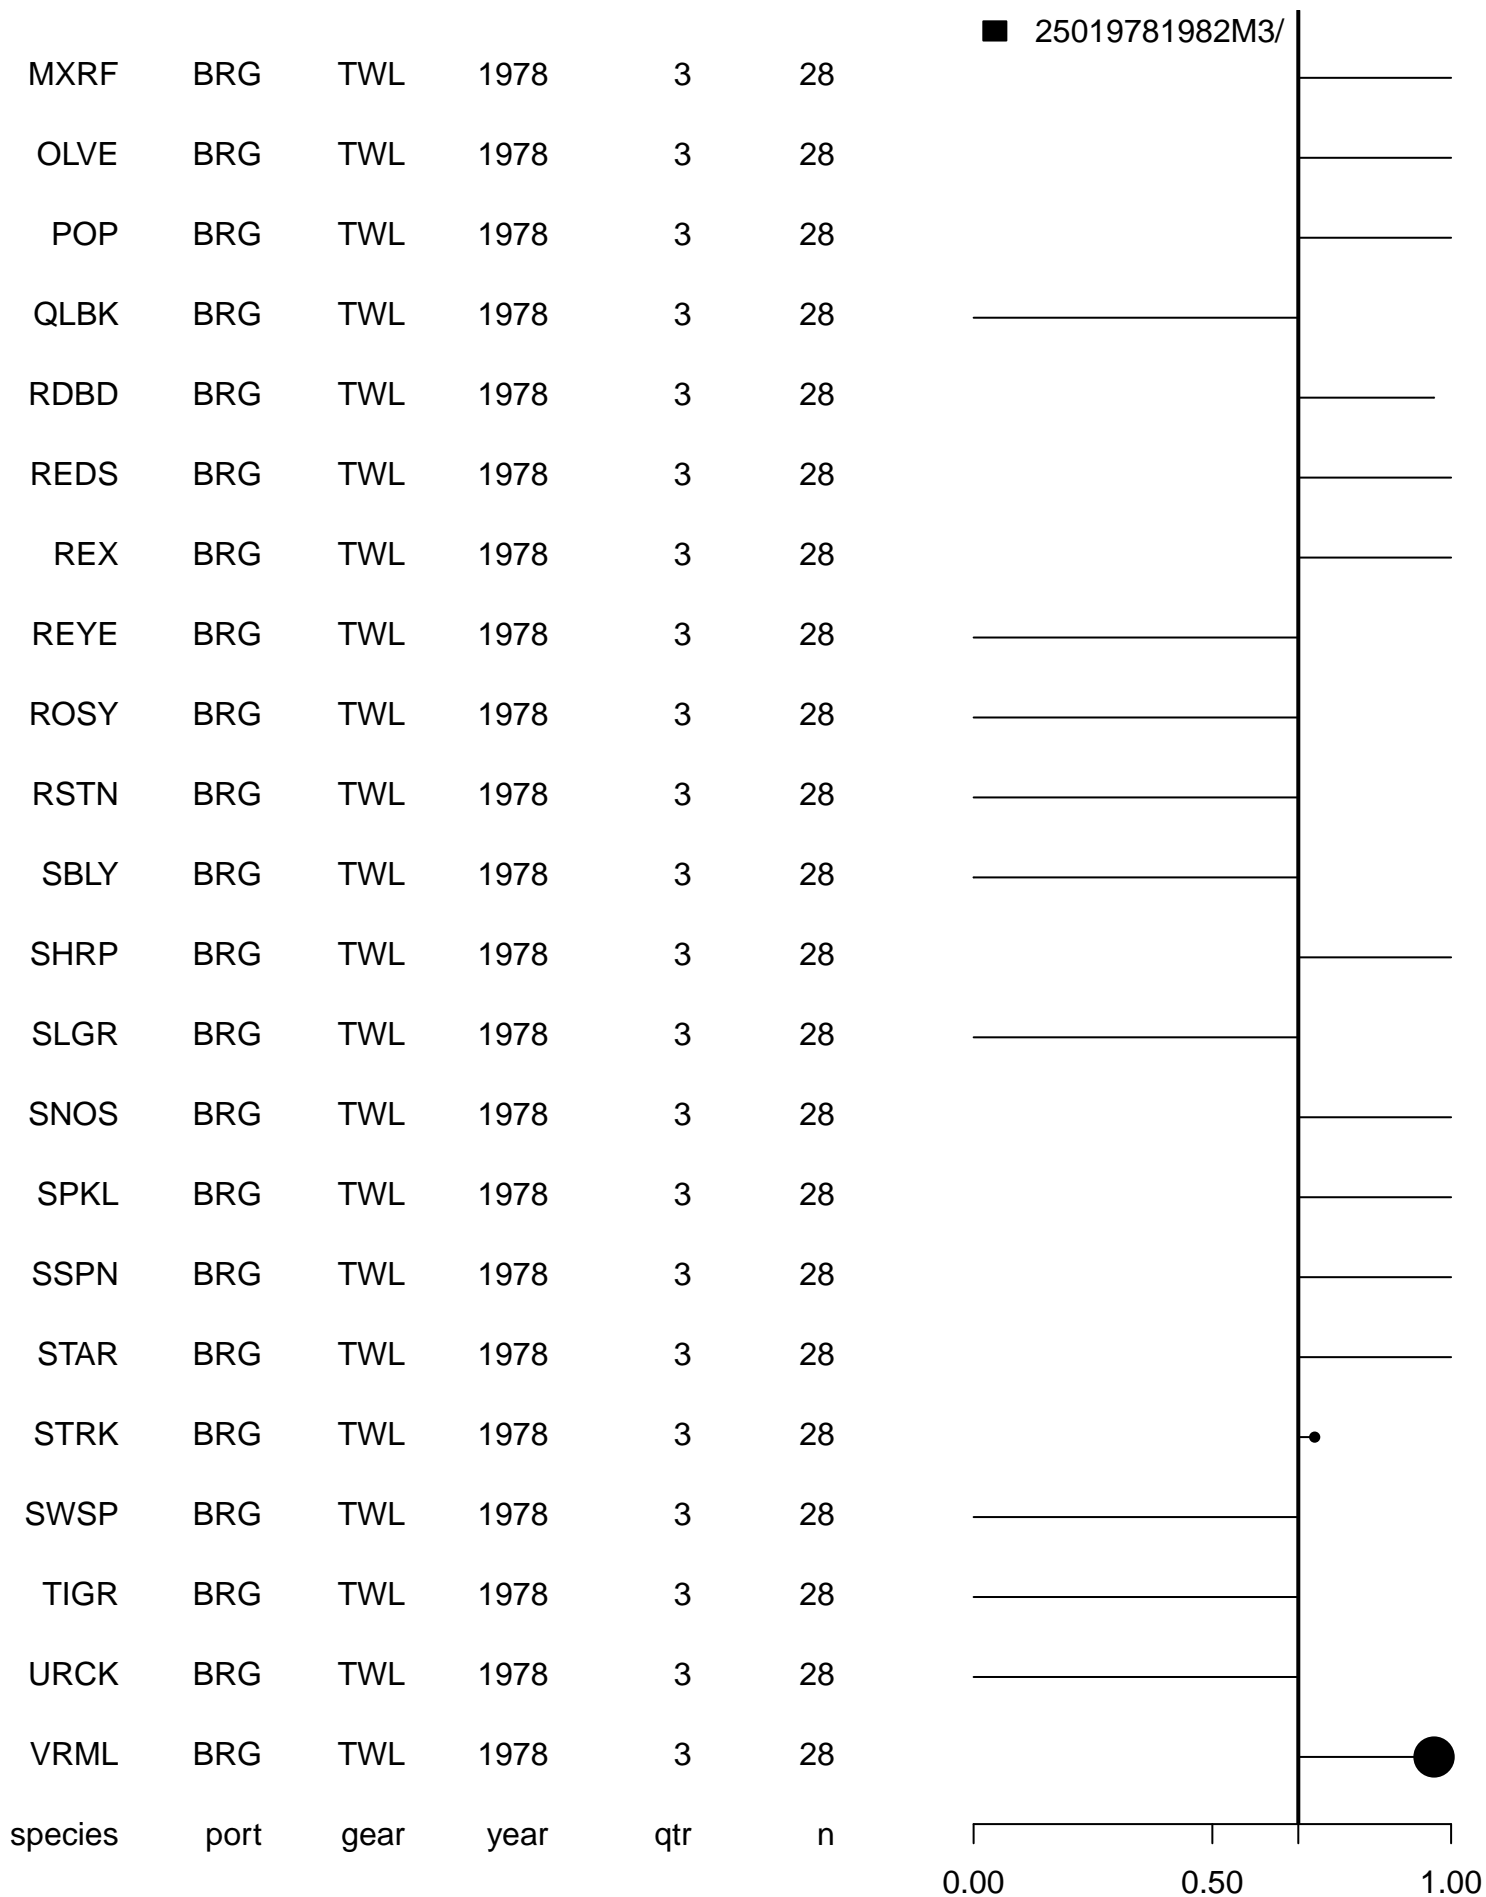 25019781982M3/
MXRF BRG TWL 1978 3 28
OLVE BRG TWL 1978 3 28
POP BRG TWL 1978 3 28
QLBK BRG TWL 1978 3 28
RDBD BRG TWL 1978 3 28
REDS BRG TWL 1978 3 28
REX BRG TWL 1978 3 28
REYE BRG TWL 1978 3 28
ROSY BRG TWL 1978 3 28
RSTN BRG TWL 1978 3 28
SBLY BRG TWL 1978 3 28
SHRP BRG TWL 1978 3 28
SLGR BRG TWL 1978 3 28
SNOS BRG TWL 1978 3 28
SPKL BRG TWL 1978 3 28
SSPN BRG TWL 1978 3 28
STAR BRG TWL 1978 3 28
STRK BRG TWL 1978 3 28
SWSP BRG TWL 1978 3 28
TIGR BRG TWL 1978 3 28
URCK BRG TWL 1978 3 28
VRML BRG TWL 1978 3 28
species port gear year qtr n
0.00 0.50 1.00